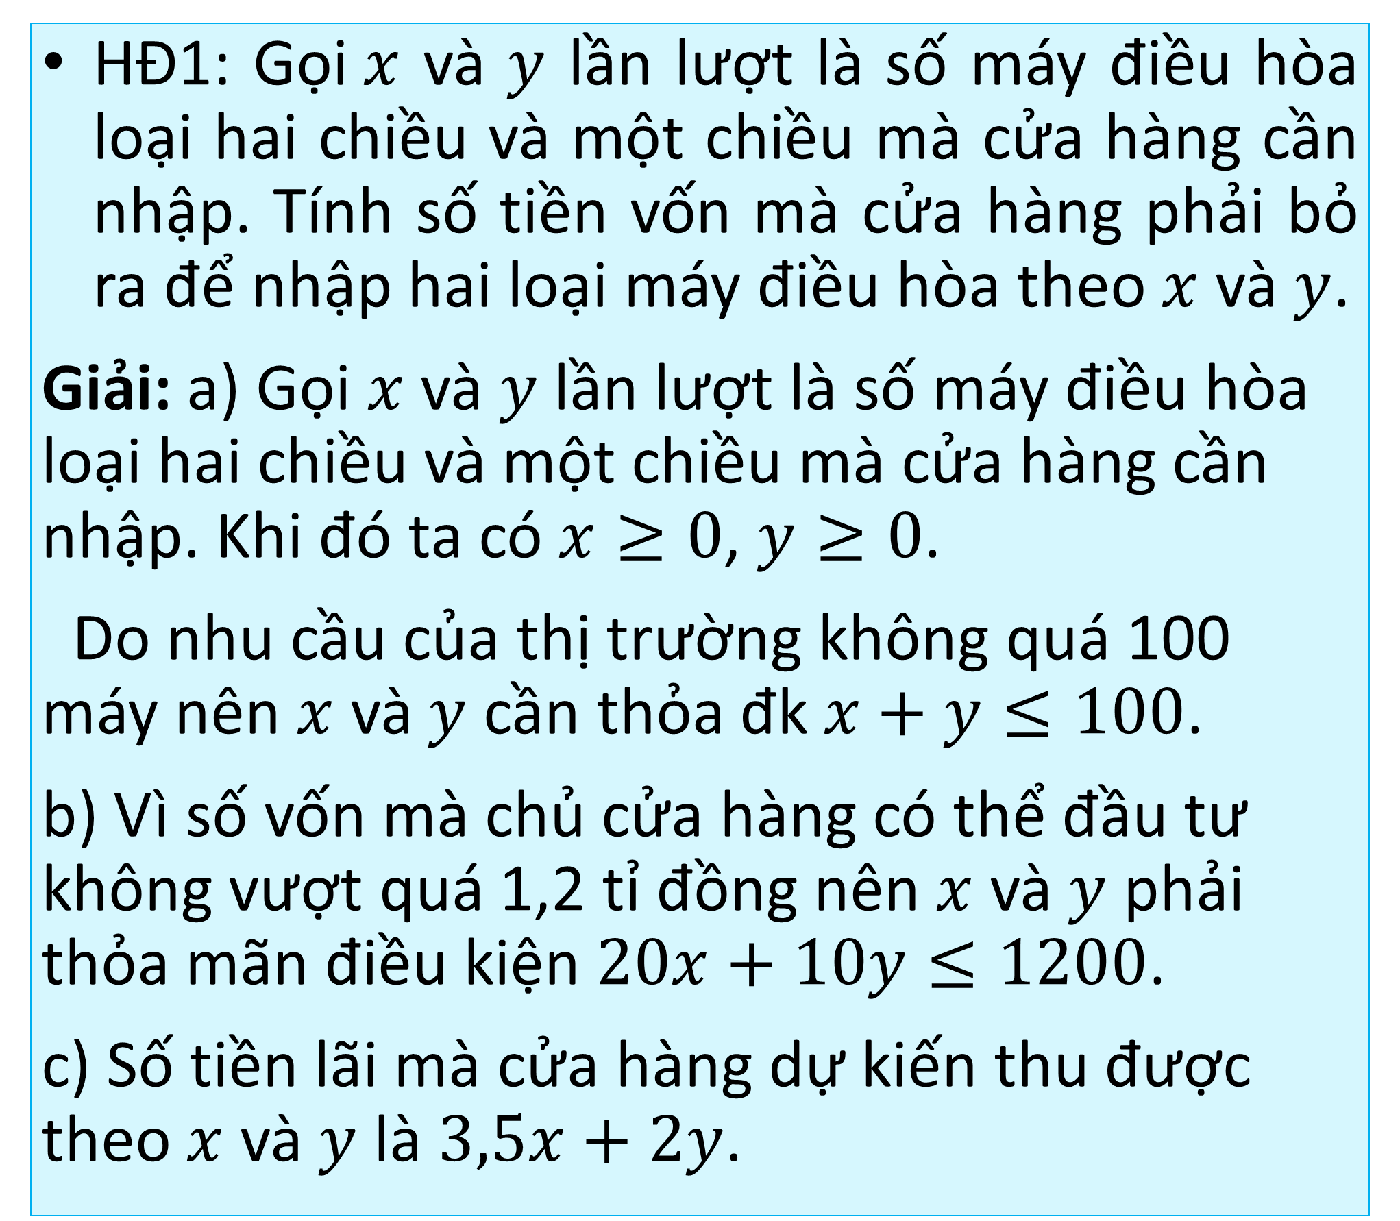 • HĐ1: Gọi x và y lần lượt là số máy điều hòa
loại hai chiều và một chiều mà cửa hàng cần
nhập. Tính số tiền vốn mà cửa hàng phải bỏ
ra để nhập hai loại máy điều hòa theo x và y.
Giải: a) Gọi x và y lần lượt là số máy điều hòa
loại hai chiều và một chiều mà cửa hàng cần
nhập. Khi đó ta có x ≥ 0, y ≥ 0.
Do nhu cầu của thị trường không quá 100
máy nên x và y cần thỏa đk x + y ≤ 100.
b) Vì số vốn mà chủ cửa hàng có thể đầu tư
không vượt quá 1,2 tỉ đồng nên x và y phải
thỏa mãn điều kiện 20x + 10y ≤ 1200.
c) Số tiền lãi mà cửa hàng dự kiến thu được
theo x và y là 3,5x + 2y.